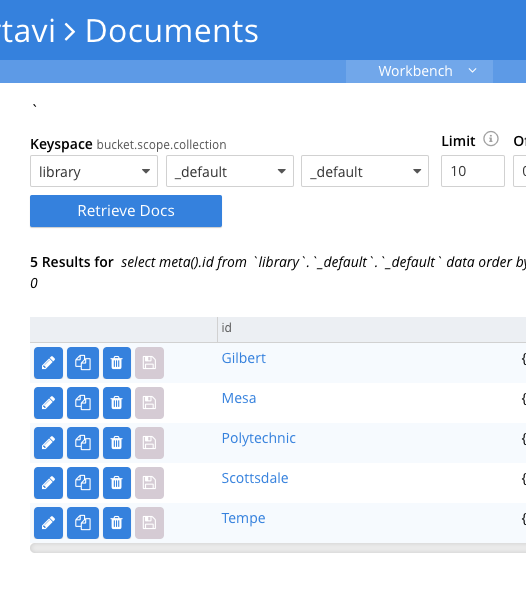 tavi > Documents
Workbench
`
Keyspace bucket.scope.collection
Limit
library
_default
_default
10
Retrieve Docs
5 Results for select meta().id from `library`.`_default`.`_default` data order by
0
id
Gilbert {
Mesa {
Polytechnic {
Scottsdale {
Tempe {